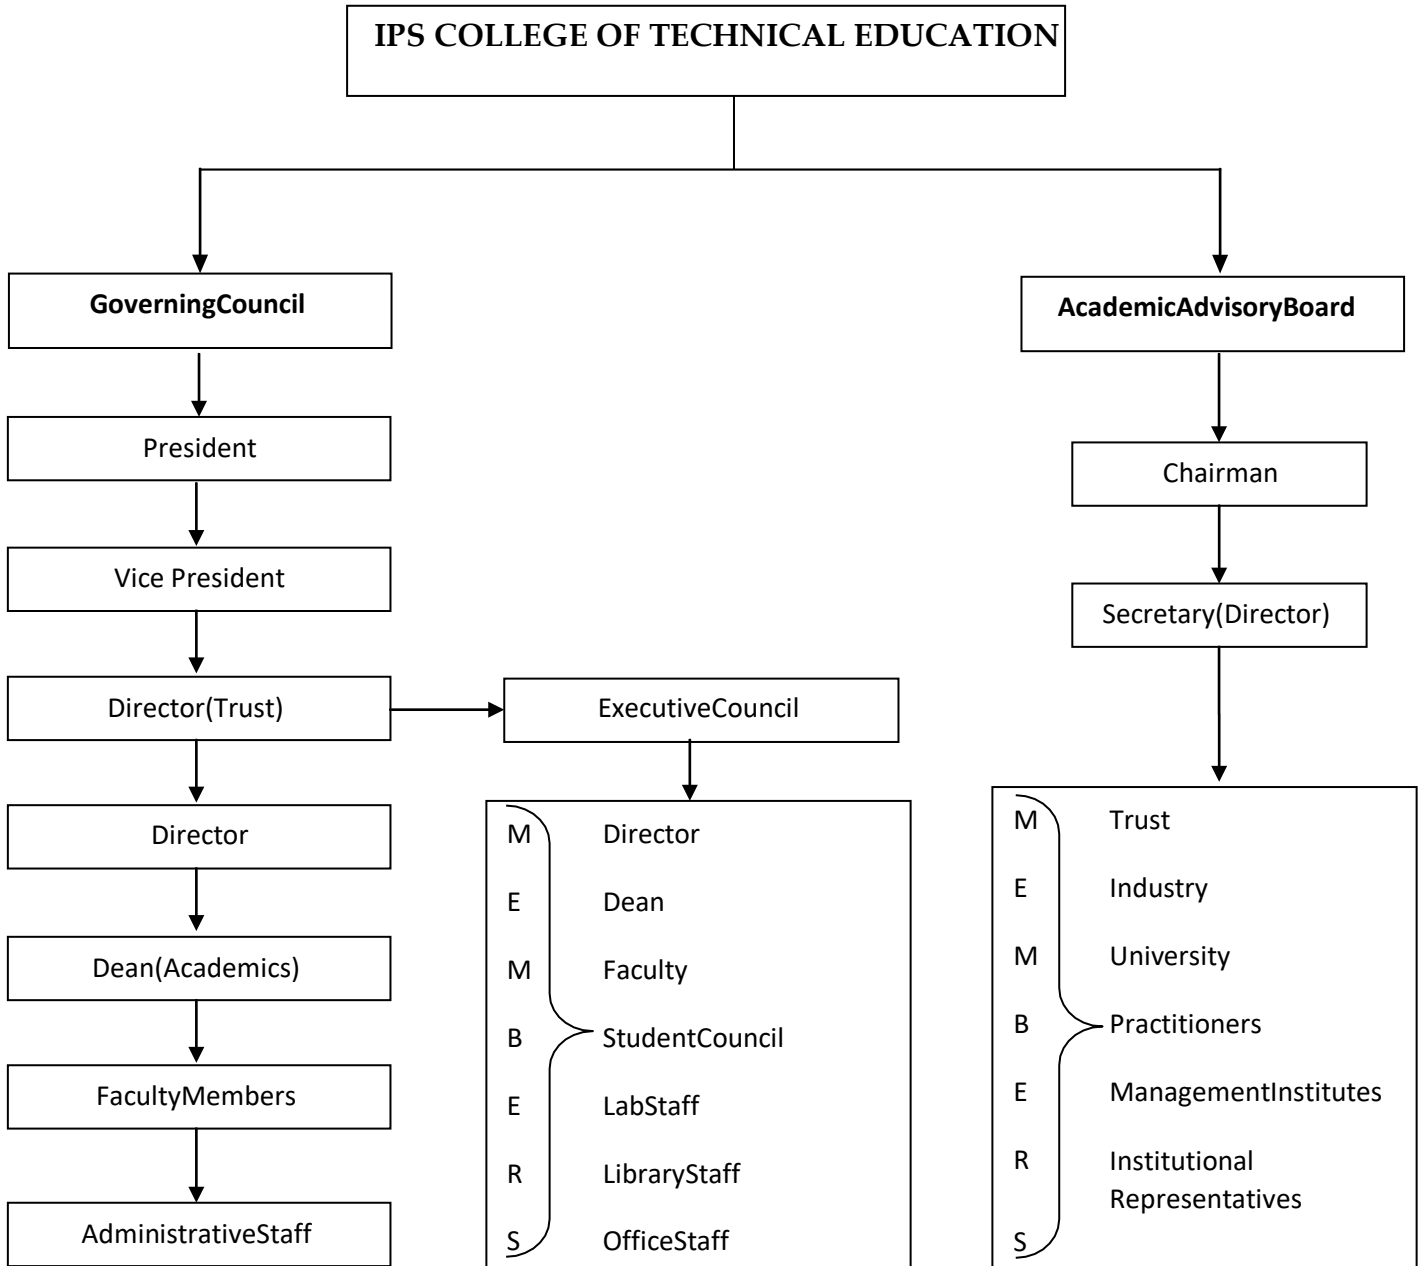 IPS COLLEGE OF TECHNICAL EDUCATION
GoverningCouncil
President
Vice President
Director(Trust)
Director
Dean(Academics)
FacultyMembers
AdministrativeStaff
ExecutiveCouncil
M Director
E Dean
M Faculty
B StudentCouncil
E LabStaff
R LibraryStaff
S OfficeStaff
AcademicAdvisoryBoard
Chairman
Secretary(Director)
M Trust
E Industry
M University
B Practitioners
E ManagementInstitutes
R Institutional
Representatives
S